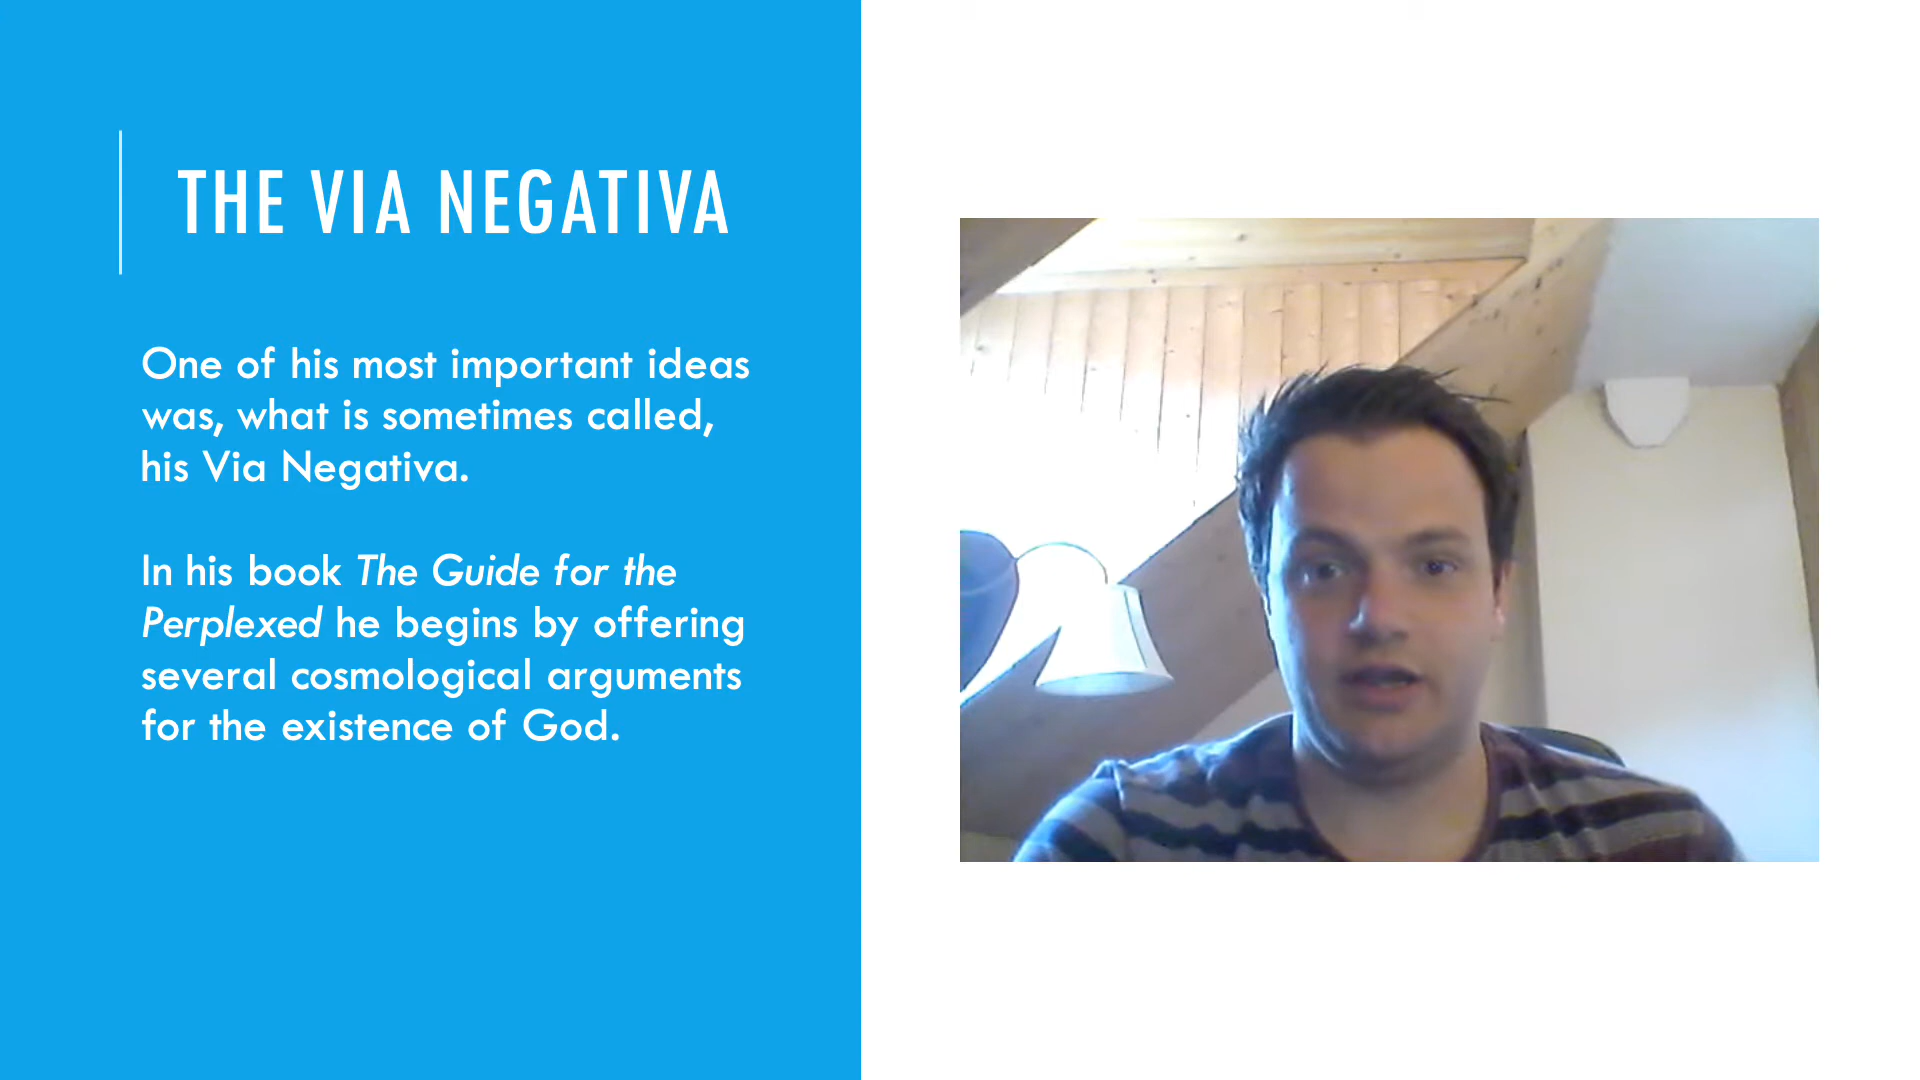 THE VIA NEGATIVA
One of his most important ideas
was, what is sometimes called,
his Via Negativa.
In his book The Guide for the
Perplexed he begins by offering
several cosmological arguments
for the existence of God.